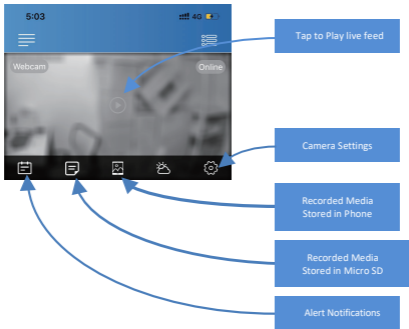 5:03
4G
Webcam
Online
Tap to Play live feed
Camera Settings
Recorded Media
Stored in Phone
Recorded Media
Stored in Micro SD
Alert Notifications